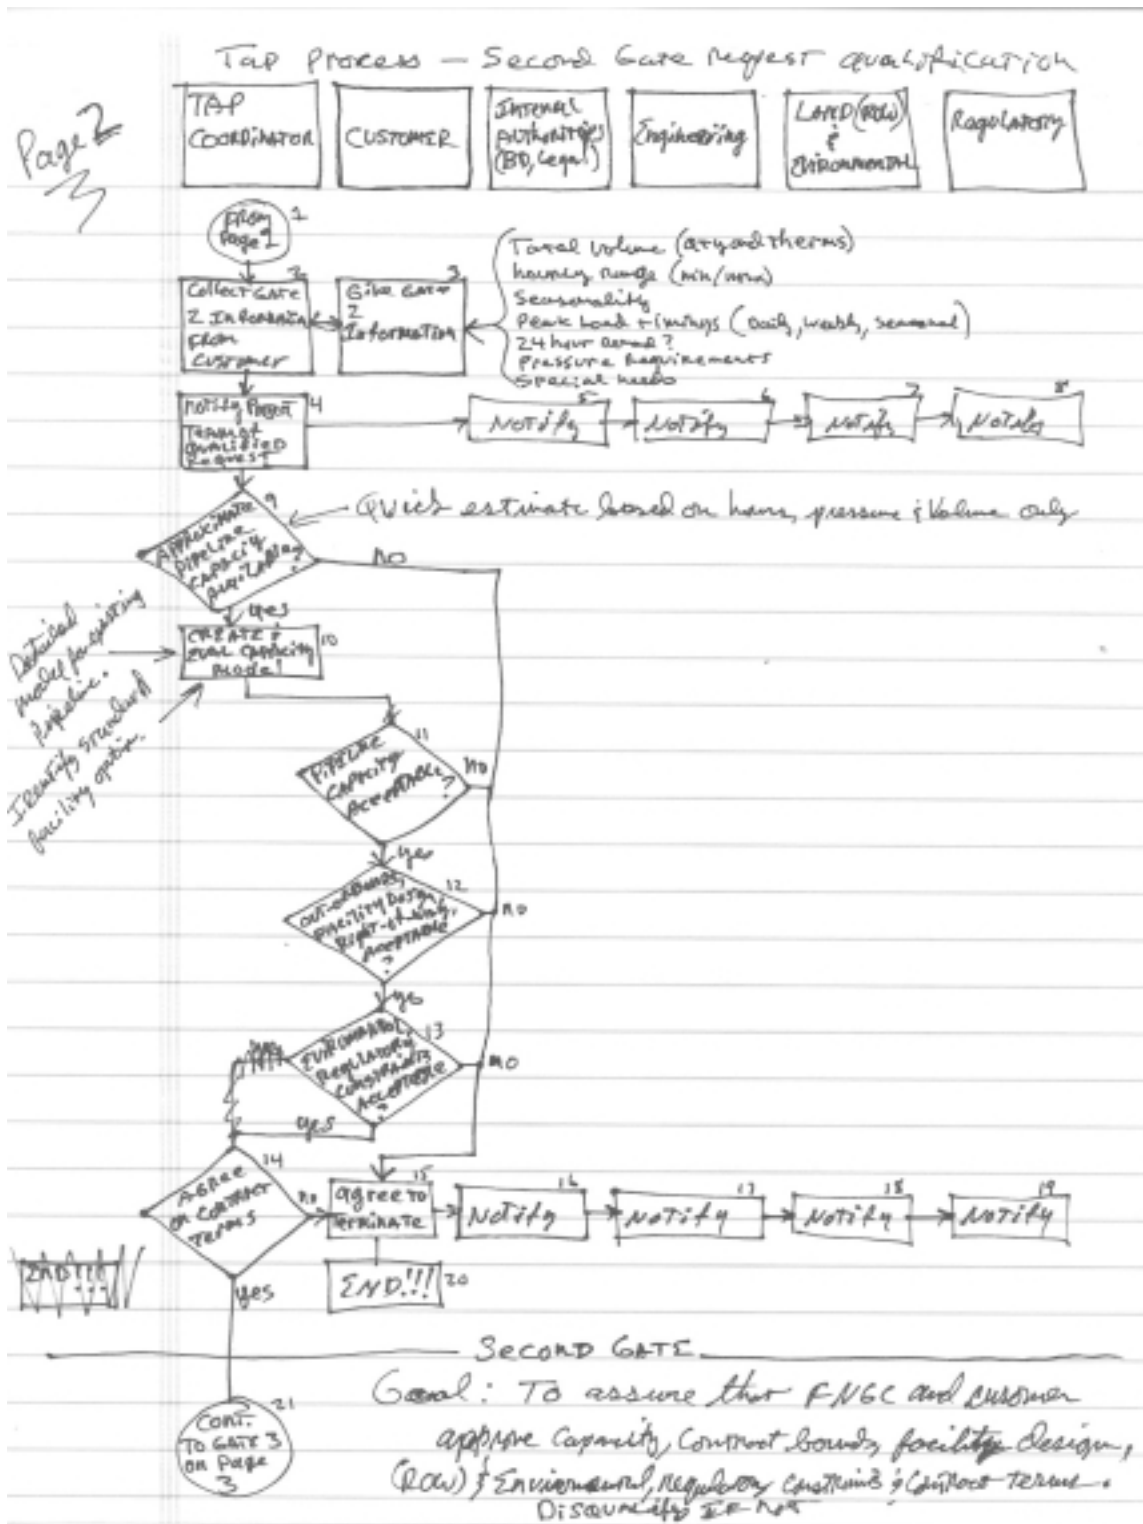 Tap Process — Second Gate request qualification
Page 2
3
TAP
COORDINATOR
CUSTOMER
Internal
Authorities
(BD, Legal)
Engineering
LAND (ROW)
&
ENVIRONMENTAL
Regulatory
From
Page 1
1
Collect GATE
2 Information
From
Customer
2
Give Gate
2
Information
3
Total Volume (and therms)
hourly range (min/max)
Seasonality
Peak Load timings (Daily, weekly, seasonal)
24 hour demand?
Pressure Requirements
Special needs
Notify Project
Team of
QUALIFIED
Request
4
NOTify
5
NOTify
6
NOTify
7
NOTify
8
Approximate
Pipeline
Capacity
Available
?
9
Quick estimate based on hours, pressure & Volume only
NO
yes
CREATE &
EVAL CAPACITY
Model
10
Detailed
model for existing
Pipeline.
Identify standard
facility option.
Pipeline
Capacity
Acceptable
?
11
no
yes
Facility Design,
Right-of-way,
Acceptable
?
12
no
yes
Regulatory
Constraints
Acceptable
?
13
no
yes
AGREE
on Contract
Terms
14
no
agree to
Terminate
15
NOTify
16
NOTify
17
NOTify
18
NOTify
19
END!!!
END!!!
20
yes
SECOND GATE
Goal: To assure that FNGC and customer
approve Capacity, Contract bounds, facility design,
(ROW) & Environmental, regulatory constraints & Contract terms.
Disqualify IF NOT
CONT.
TO GATE 3
on Page
3
21